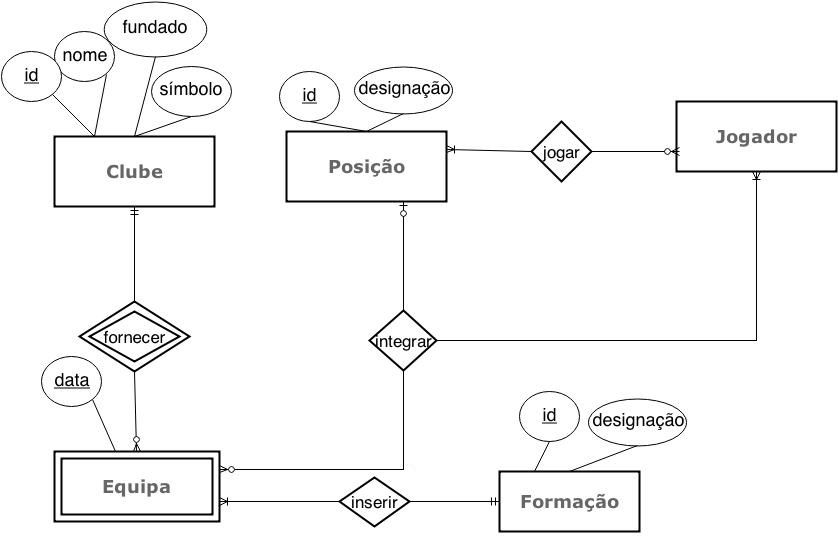 fundado
nome
id
símbolo
id
designação
Clube
Posição
jogar
Jogador
fornecer
integrar
data
id
designação
Equipa
inserir
Formação